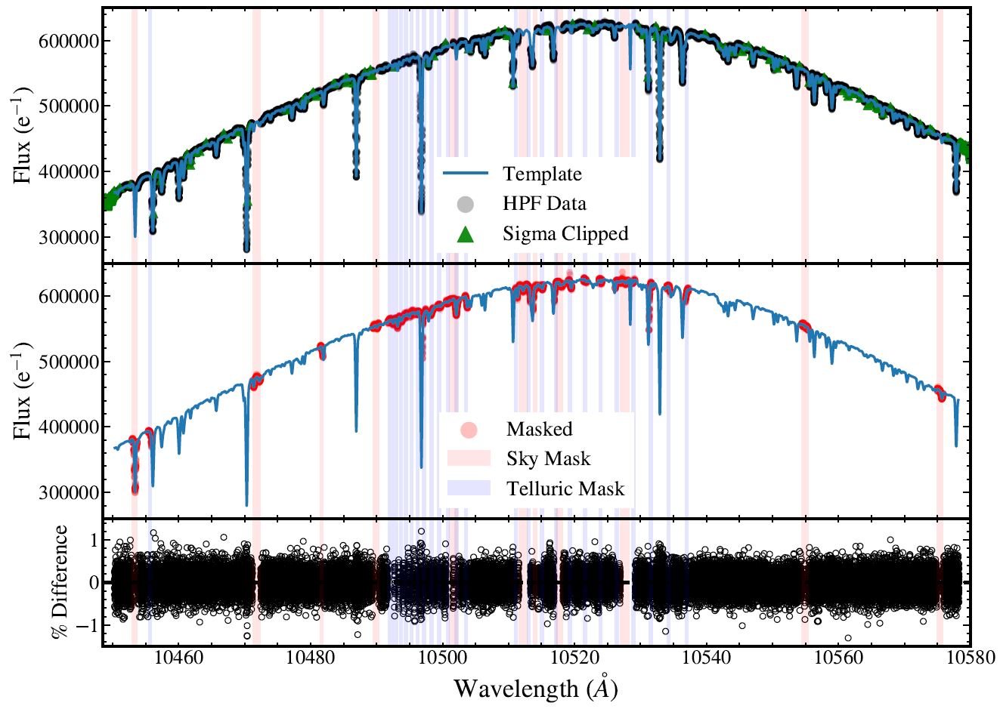 600000
500000
400000
300000
Flux (e⁻¹)
Template
HPF Data
Sigma Clipped
600000
500000
400000
300000
Flux (e⁻¹)
Masked
Sky Mask
Telluric Mask
1
0
−1
% Difference
10460 10480 10500 10520 10540 10560 10580
Wavelength (Å)